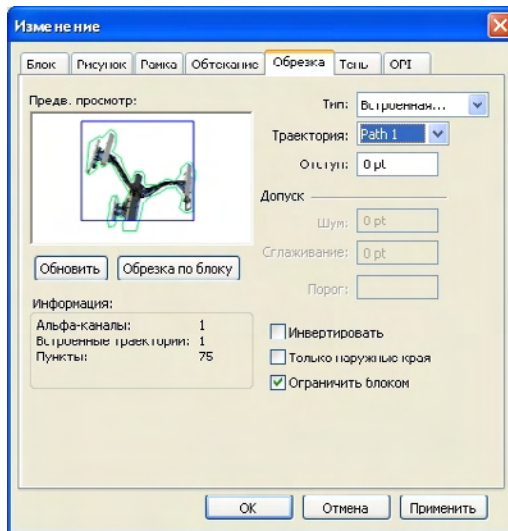 Изменение
Блок Рисунок Рамка Обтекание Обрезка Тень OPI
Предв. просмотр:
Тип: Встроенная...
Траектория: Path 1
Отступ: 0 pt
Допуск
Шум: 0 pt
Сглаживание: 0 pt
Порог:
Обновить Обрезка по блоку
Информация:
Альфа-каналы: 1
Встроенные траектории: 1
Пункты: 75
Инвертировать
Только наружные края
Ограничить блоком
OK Отмена Применить